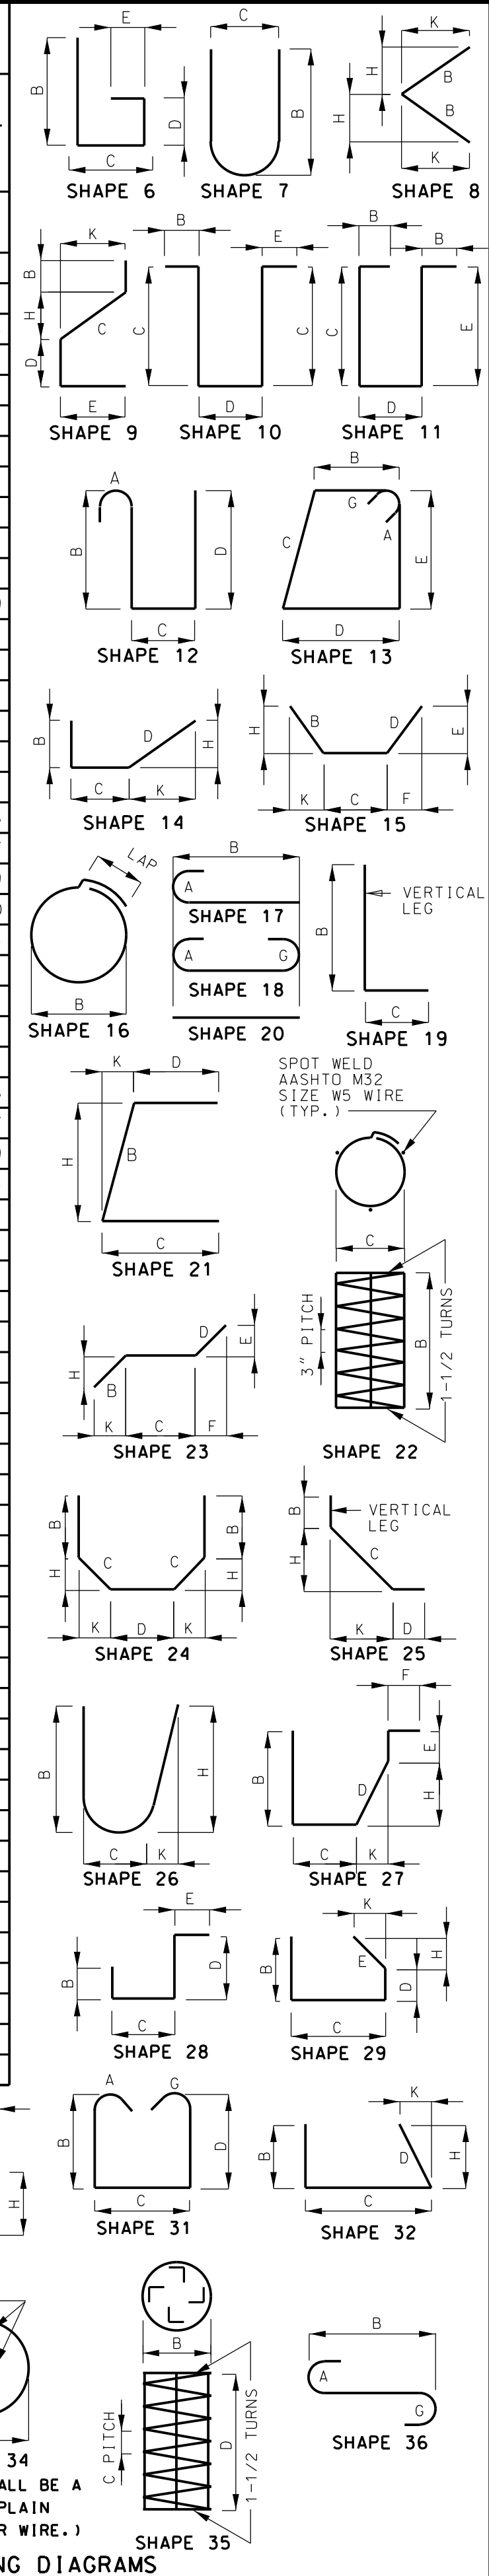 E
C
K
B
D
C
B
H
H
B
B
K
SHAPE 6
SHAPE 7
SHAPE 8
K
B
E
B
B
B
H
D
C
E
C
C
D
C
E
D
SHAPE 9
SHAPE 10
SHAPE 11
A
B
D
C
SHAPE 12
B
G
A
C
E
D
SHAPE 13
B
D
H
C
K
SHAPE 14
H
B
D
E
K
C
F
SHAPE 15
LAP
B
SHAPE 16
B
A
SHAPE 17
A
G
SHAPE 18
SHAPE 20
B
VERTICAL
LEG
C
SHAPE 19
K
D
H
B
C
SHAPE 21
SPOT WELD
AASHTO M32
SIZE W5 WIRE
(TYP.)
C
3" PITCH
B
1-1/2 TURNS
SHAPE 22
H
B
D
E
K
C
F
SHAPE 23
B
H
C
C
B
H
K
D
K
SHAPE 24
B
H
VERTICAL
LEG
C
K
D
SHAPE 25
B
H
C
K
SHAPE 26
F
B
D
E
H
C
K
SHAPE 27
E
B
D
C
SHAPE 28
K
B
E
H
D
C
SHAPE 29
A
G
B
D
C
SHAPE 31
K
B
D
H
C
SHAPE 32
H
34
ALL BE A
PLAIN
R WIRE.)
B
C PITCH
D
1-1/2 TURNS
SHAPE 35
B
A
G
SHAPE 36
NG DIAGRAMS